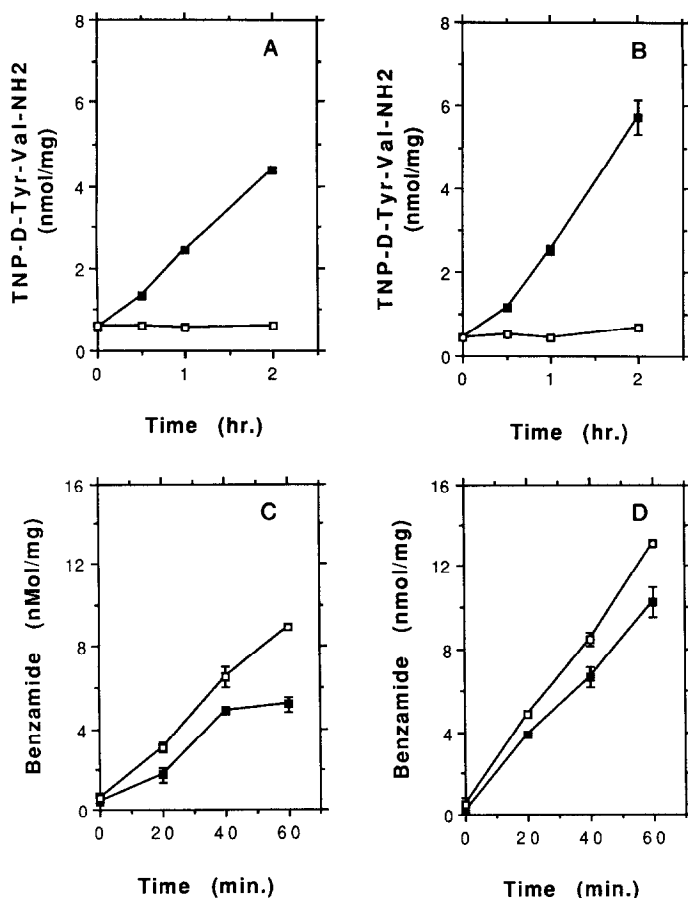 A
TNP-D-Tyr-Val-NH2
(nmol/mg)
8
6
4
2
0
0 1 2
Time (hr.)
B
TNP-D-Tyr-Val-NH2
(nmol/mg)
8
6
4
2
0
0 1 2
Time (hr.)
C
Benzamide (nMol/mg)
16
12
8
4
0
0 20 40 60
Time (min.)
D
Benzamide (nmol/mg)
16
12
8
4
0
0 20 40 60
Time (min.)